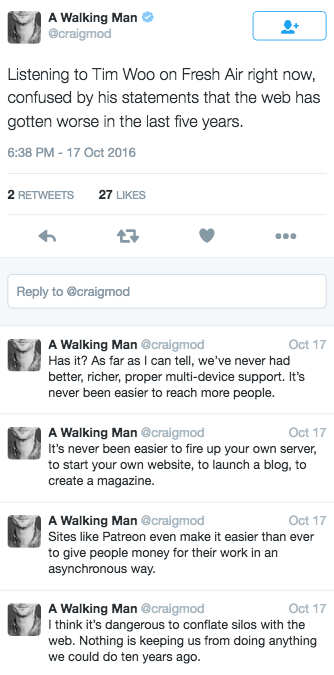 A Walking Man
@craigmod
Listening to Tim Woo on Fresh Air right now,
confused by his statements that the web has
gotten worse in the last five years.
6:38 PM - 17 Oct 2016
2 RETWEETS 27 LIKES
Reply to @craigmod
A Walking Man @craigmod Oct 17
Has it? As far as I can tell, we’ve never had
better, richer, proper multi-device support. It’s
never been easier to reach more people.
A Walking Man @craigmod Oct 17
It’s never been easier to fire up your own server,
to start your own website, to launch a blog, to
create a magazine.
A Walking Man @craigmod Oct 17
Sites like Patreon even make it easier than ever
to give people money for their work in an
asynchronous way.
A Walking Man @craigmod Oct 17
I think it’s dangerous to conflate silos with the
web. Nothing is keeping us from doing anything
we could do ten years ago.